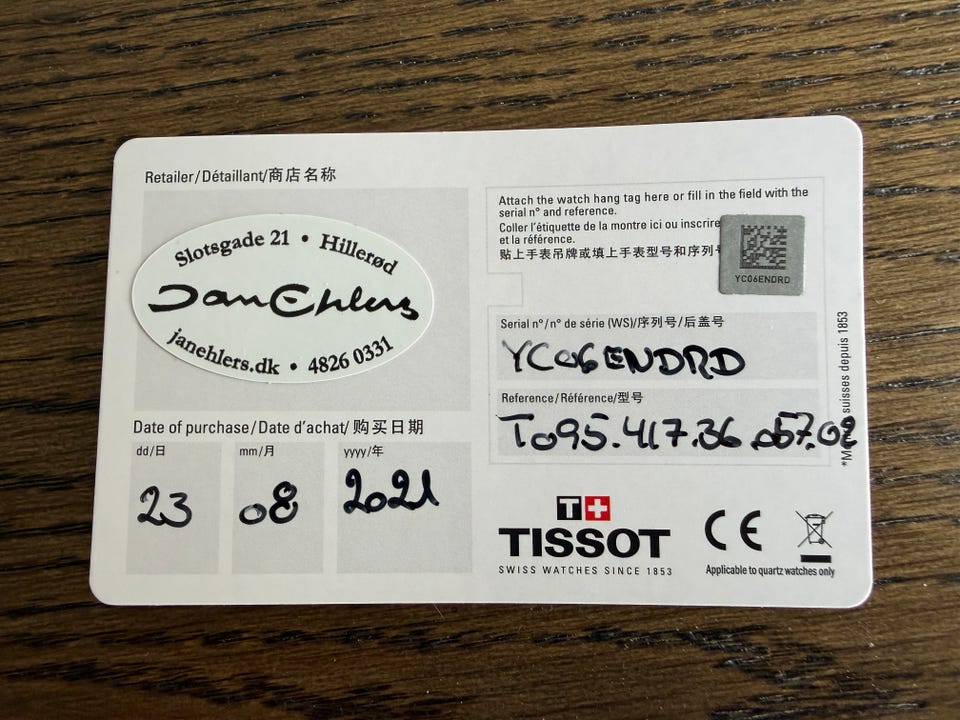 Retailer/Détaillant/商店名称
Slotsgade 21 • Hillerød
Jan Ehlers
janehlers.dk • 4826 0331
Date of purchase/Date d'achat/购买日期
dd/日 mm/月 yyyy/年
23 08 2021
Attach the watch hang tag here or fill in the field with the
serial n° and reference.
Coller l'étiquette de la montre ici ou inscrire
et la référence.
贴上手表吊牌或填上手表型号和序列号
YC06ENDRD
Serial n°/n° de série (WS)/序列号/后盖号
YC06ENDRD
Reference/Référence/型号
T095.417.36.057.02
suisses depuis 1853
T+
TISSOT
SWISS WATCHES SINCE 1853
CE
Applicable to quartz watches only